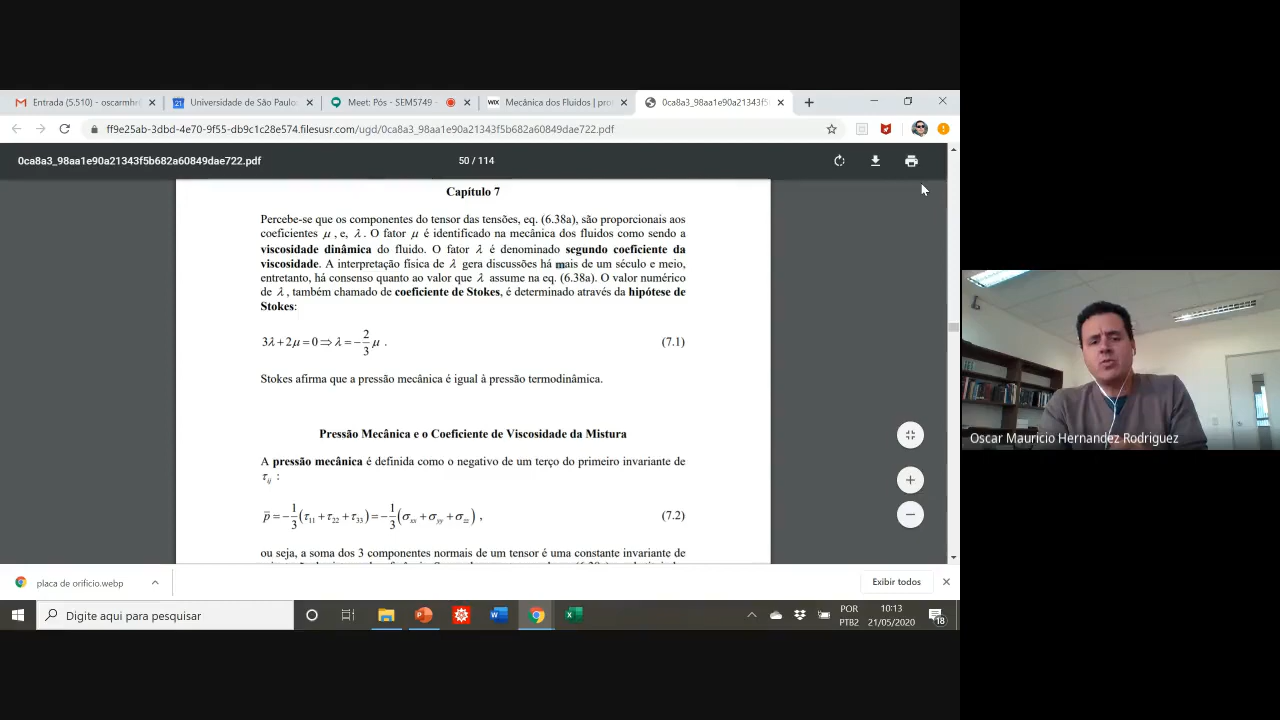 Entrada (5.510) - oscarmhr
Universidade de São Paulo
Meet: Pós - SEM5749 -
WIX Mecânica dos Fluidos | pro
0ca8a3_98aa1e90a21343f5
ff9e25ab-3dbd-4e70-9f55-db9c1c28e574.filesusr.com/ugd/0ca8a3_98aa1e90a21343f5b682a60849dae722.pdf
0ca8a3_98aa1e90a21343f5b682a60849dae722.pdf
50 / 114
Capítulo 7
Percebe-se que os componentes do tensor das tensões, eq. (6.38a), são proporcionais aos
coeficientes μ , e, λ . O fator μ é identificado na mecânica dos fluidos como sendo a
viscosidade dinâmica do fluido. O fator λ é denominado segundo coeficiente da
viscosidade. A interpretação física de λ gera discussões há mais de um século e meio,
entretanto, há consenso quanto ao valor que λ assume na eq. (6.38a). O valor numérico
de λ , também chamado de coeficiente de Stokes, é determinado através da hipótese de
Stokes:
3λ + 2μ = 0 ⇒ λ = −2/3 μ . (7.1)
Stokes afirma que a pressão mecânica é igual à pressão termodinâmica.
Pressão Mecânica e o Coeficiente de Viscosidade da Mistura
A pressão mecânica é definida como o negativo de um terço do primeiro invariante de
τij :
p̅ = −1/3 (τ11 + τ22 + τ33) = −1/3 (σxx + σyy + σzz) , (7.2)
ou seja, a soma dos 3 componentes normais de um tensor é uma constante invariante de
Oscar Mauricio Hernandez Rodriguez
placa de orificio.webp
Exibir todos
Digite aqui para pesquisar
POR
PTB2
10:13
21/05/2020
18